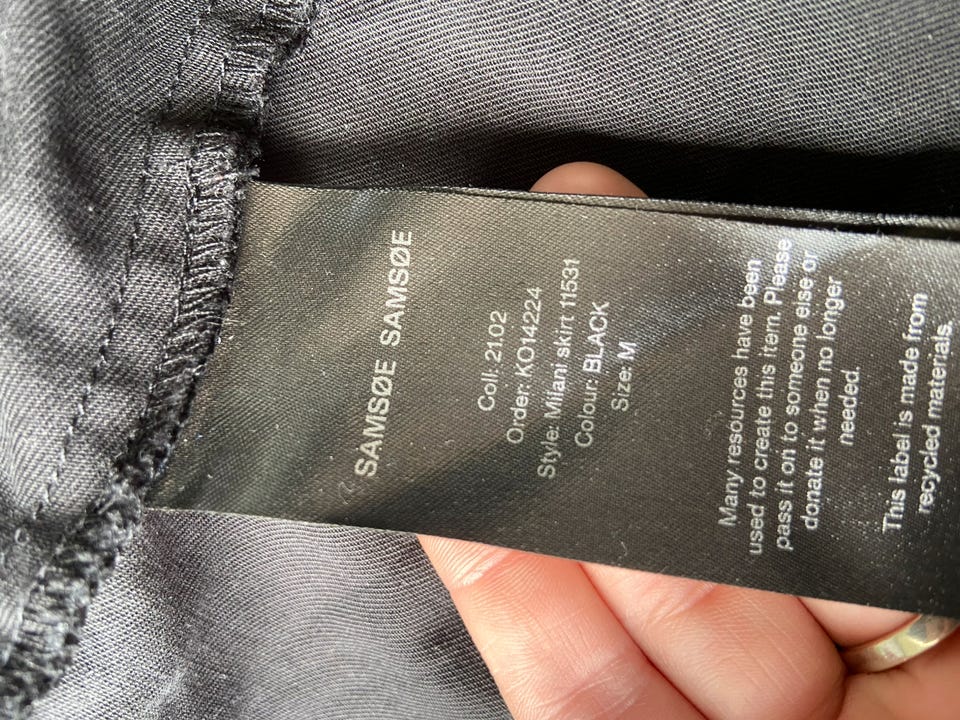 SAMSØE SAMSØE
Coll: 2102
Order: KO14224
Style: Milani skirt 11531
Colour: BLACK
Size: M
Many resources have been
used to create this item. Please
pass it on to someone else or
donate it when no longer
needed.
This label is made from
recycled materials.